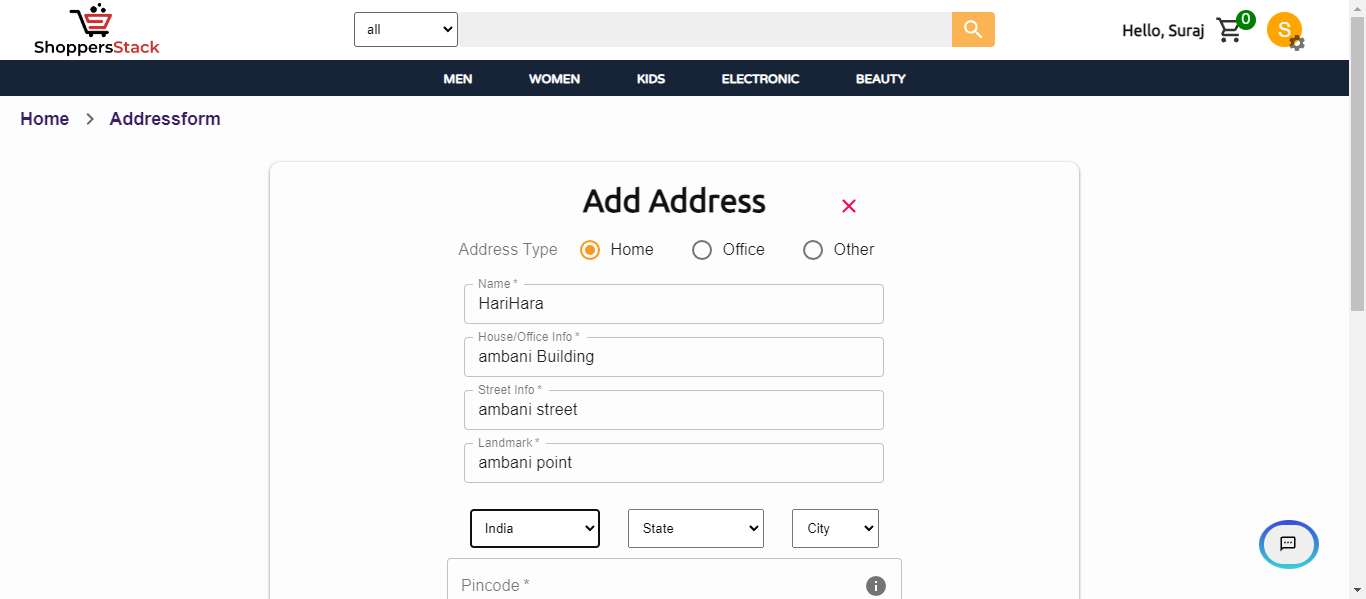 ShoppersStack
all
Hello, Suraj
0
S
MEN WOMEN KIDS ELECTRONIC BEAUTY
Home > Addressform
Add Address
Address Type Home Office Other
Name *
HariHara
House/Office Info *
ambani Building
Street Info *
ambani street
Landmark *
ambani point
India State City
Pincode *